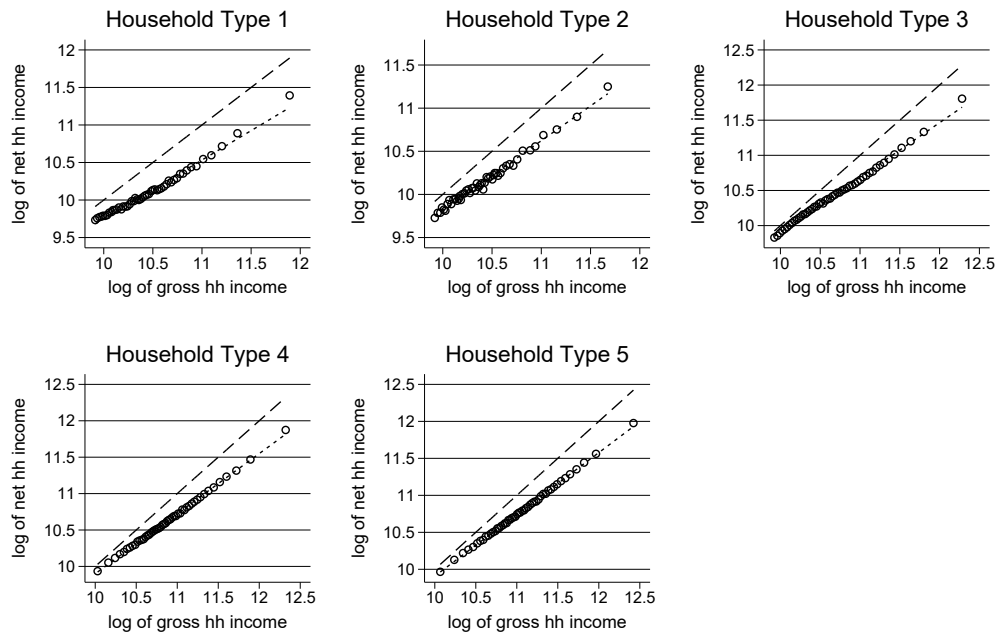 Household Type 1
12
11.5
11
10.5
10
9.5
10 10.5 11 11.5 12
log of net hh income
log of gross hh income
Household Type 2
11.5
11
10.5
10
9.5
10 10.5 11 11.5 12
log of net hh income
log of gross hh income
Household Type 3
12.5
12
11.5
11
10.5
10
10 10.5 11 11.5 12 12.5
log of net hh income
log of gross hh income
Household Type 4
12.5
12
11.5
11
10.5
10
10 10.5 11 11.5 12 12.5
log of net hh income
log of gross hh income
Household Type 5
12.5
12
11.5
11
10.5
10
10 10.5 11 11.5 12 12.5
log of net hh income
log of gross hh income